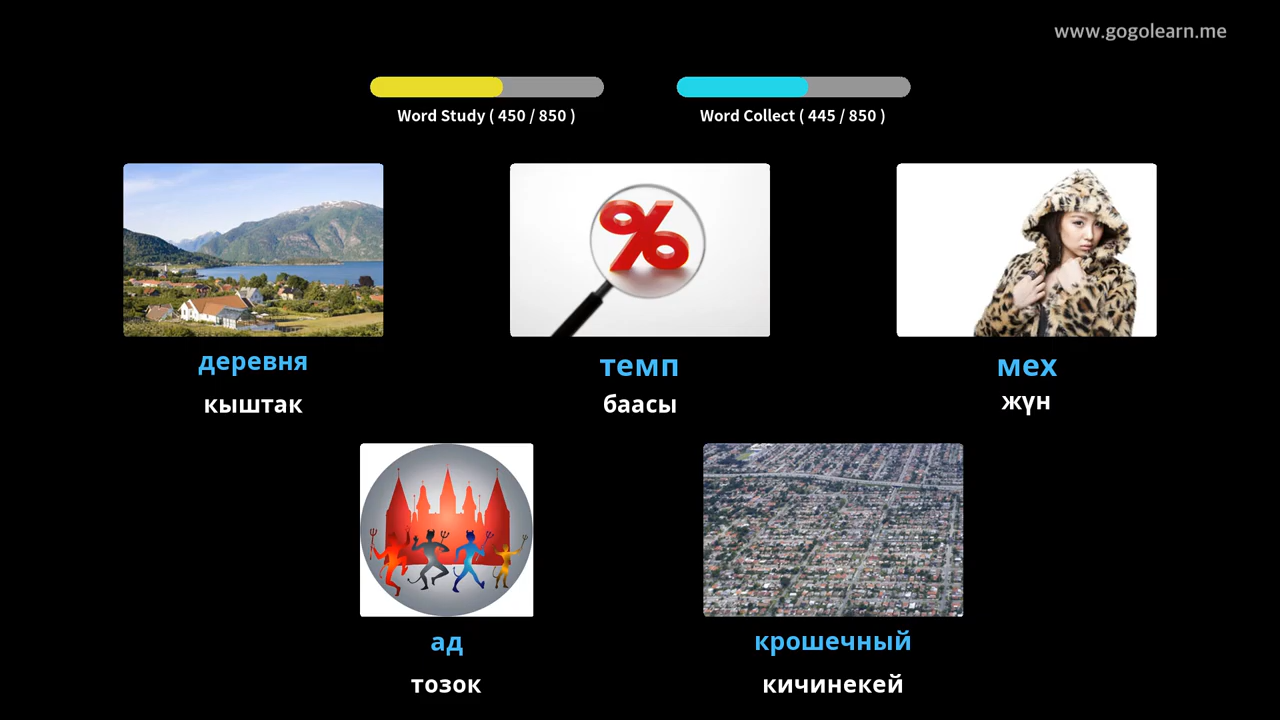 www.gogolearn.me
Word Study ( 450 / 850 )
Word Collect ( 445 / 850 )
деревня
кыштак
темп
баасы
мех
жүн
ад
тозок
крошечный
кичинекей